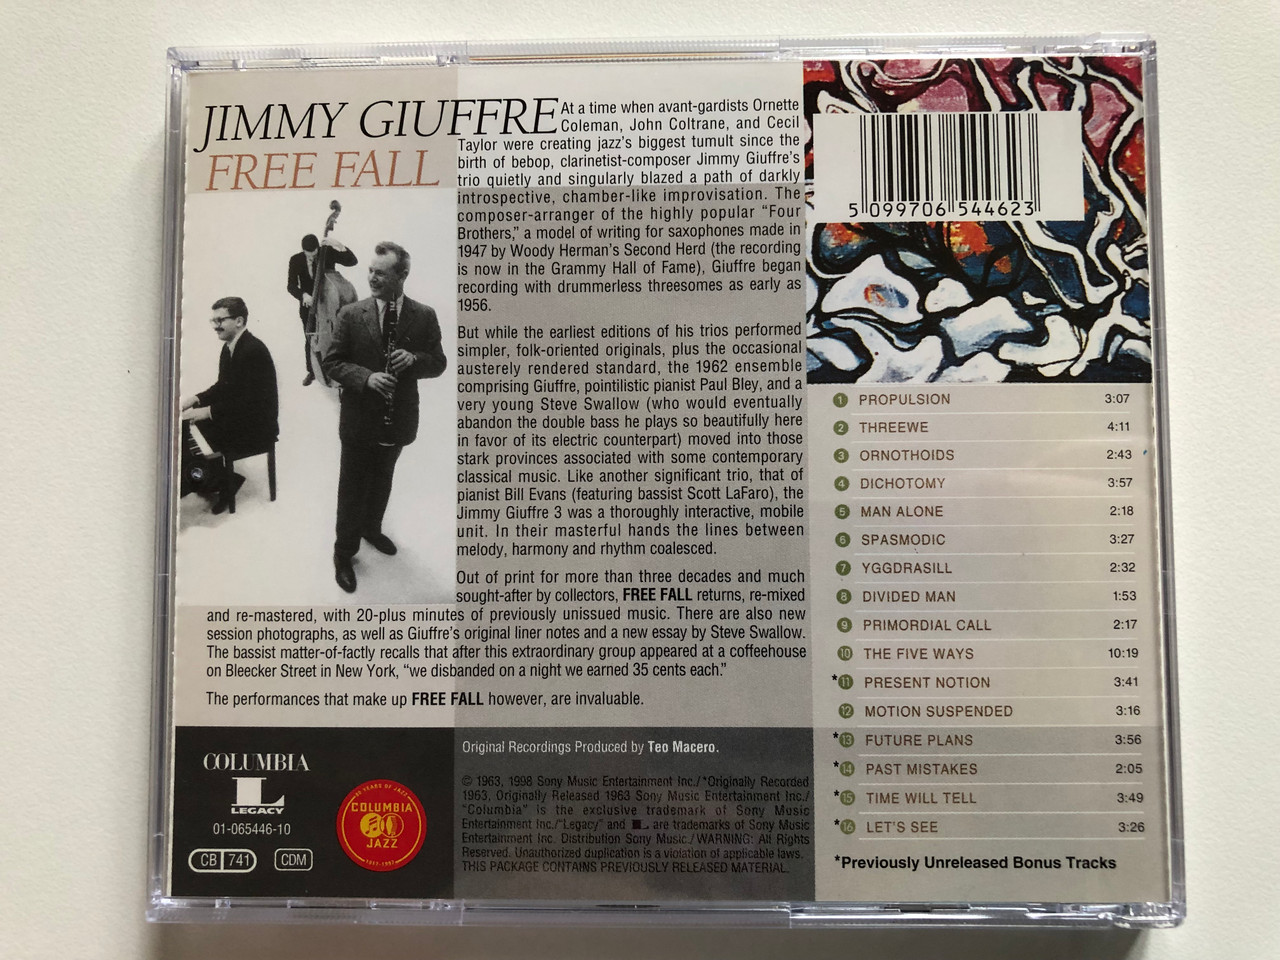 JIMMY GIUFFRE
FREE FALL
At a time when avant-gardists Ornette
Coleman, John Coltrane, and Cecil
Taylor were creating jazz's biggest tumult since the
birth of bebop, clarinetist-composer Jimmy Giuffre's
trio quietly and singularly blazed a path of darkly
introspective, chamber-like improvisation. The
composer-arranger of the highly popular "Four
Brothers," a model of writing for saxophones made in
1947 by Woody Herman's Second Herd (the recording
is now in the Grammy Hall of Fame), Giuffre began
recording with drummerless threesomes as early as
1956.
But while the earliest editions of his trios performed
simpler, folk-oriented originals, plus the occasional
austerely rendered standard, the 1962 ensemble
comprising Giuffre, pointilistic pianist Paul Bley, and a
very young Steve Swallow (who would eventually
abandon the double bass he plays so beautifully here
in favor of its electric counterpart) moved into those
stark provinces associated with some contemporary
classical music. Like another significant trio, that of
pianist Bill Evans (featuring bassist Scott LaFaro), the
Jimmy Giuffre 3 was a thoroughly interactive, mobile
unit. In their masterful hands the lines between
melody, harmony and rhythm coalesced.
Out of print for more than three decades and much
sought-after by collectors, FREE FALL returns, re-mixed
and re-mastered, with 20-plus minutes of previously unissued music. There are also new
session photographs, as well as Giuffre's original liner notes and a new essay by Steve Swallow.
The bassist matter-of-factly recalls that after this extraordinary group appeared at a coffeehouse
on Bleecker Street in New York, "we disbanded on a night we earned 35 cents each."
The performances that make up FREE FALL however, are invaluable.
5 099706 544623
1 PROPULSION 3:07
2 THREEWE 4:11
3 ORNOTHOIDS 2:43
4 DICHOTOMY 3:57
5 MAN ALONE 2:18
6 SPASMODIC 3:27
7 YGGDRASILL 2:32
8 DIVIDED MAN 1:53
9 PRIMORDIAL CALL 2:17
10 THE FIVE WAYS 10:19
*11 PRESENT NOTION 3:41
12 MOTION SUSPENDED 3:16
*13 FUTURE PLANS 3:56
*14 PAST MISTAKES 2:05
*15 TIME WILL TELL 3:49
*16 LET'S SEE 3:26
*Previously Unreleased Bonus Tracks
COLUMBIA
L
LEGACY
01-065446-10
CB 741
CDM
80 YEARS OF JAZZ
COLUMBIA
JAZZ
1917-1997
Original Recordings Produced by Teo Macero.
© 1963, 1998 Sony Music Entertainment Inc./*Originally Recorded
1963, Originally Released 1963 Sony Music Entertainment Inc./
"Columbia" is the exclusive trademark of Sony Music
Entertainment Inc./"Legacy" and L are trademarks of Sony Music
Entertainment Inc. Distribution Sony Music./WARNING: All Rights
Reserved. Unauthorized duplication is a violation of applicable laws.
THIS PACKAGE CONTAINS PREVIOUSLY RELEASED MATERIAL.